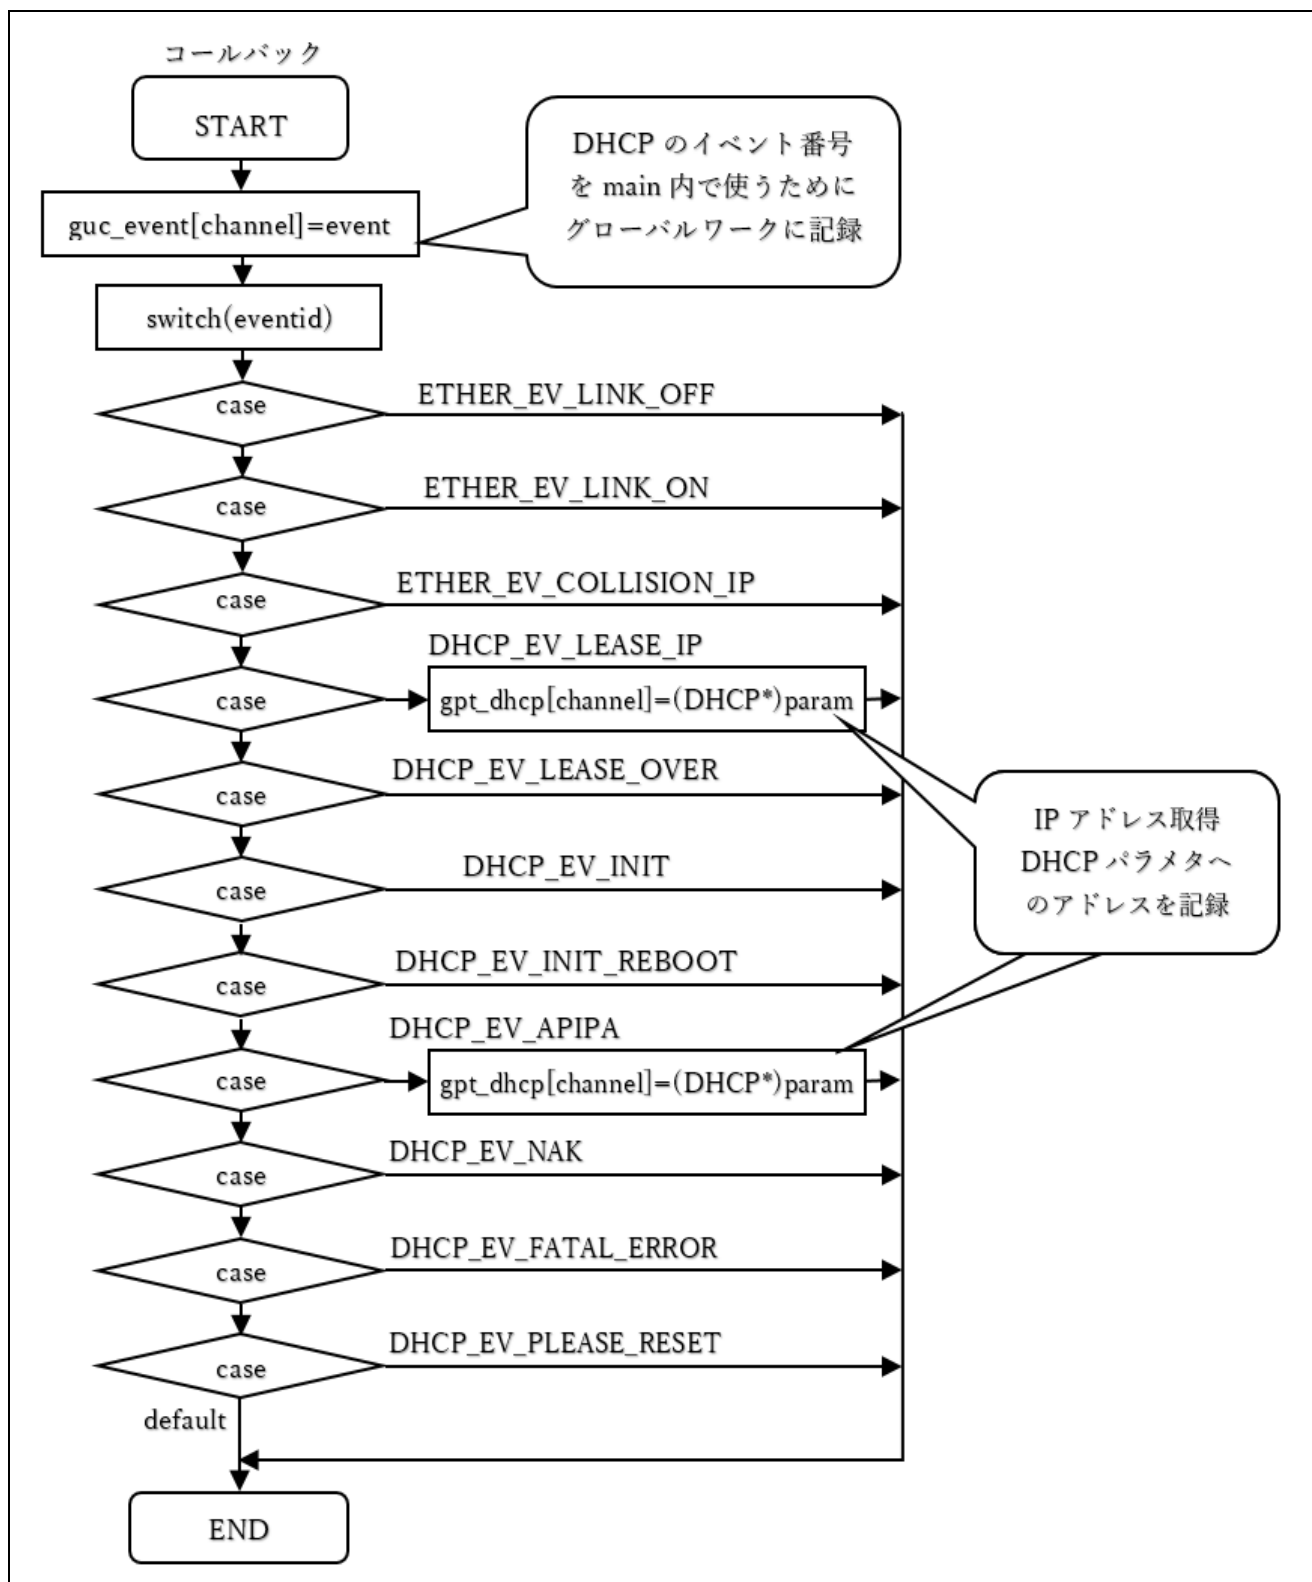 コールバック
START
DHCP のイベント番号
を main 内で使うために
グローバルワークに記録
guc_event[channel]=event
switch(eventid)
case
ETHER_EV_LINK_OFF
case
ETHER_EV_LINK_ON
case
ETHER_EV_COLLISION_IP
DHCP_EV_LEASE_IP
case
gpt_dhcp[channel]=(DHCP*)param
DHCP_EV_LEASE_OVER
case
IP アドレス取得
DHCP パラメタへ
のアドレスを記録
DHCP_EV_INIT
case
DHCP_EV_INIT_REBOOT
case
DHCP_EV_APIPA
case
gpt_dhcp[channel]=(DHCP*)param
DHCP_EV_NAK
case
DHCP_EV_FATAL_ERROR
case
DHCP_EV_PLEASE_RESET
case
default
END